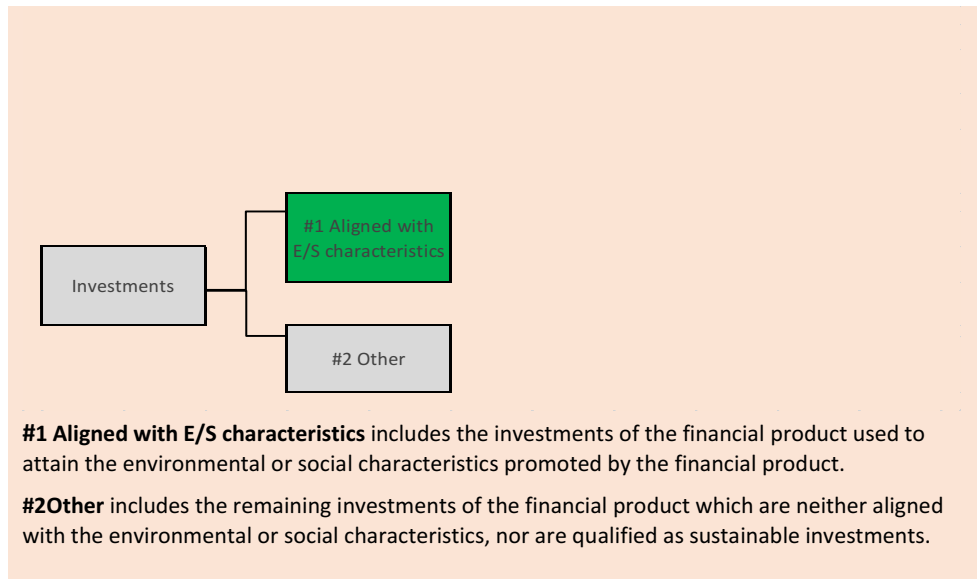 #1 Aligned with
E/S characteristics
Investments
#2 Other
#1 Aligned with E/S characteristics includes the investments of the financial product used to
attain the environmental or social characteristics promoted by the financial product.
#2Other includes the remaining investments of the financial product which are neither aligned
with the environmental or social characteristics, nor are qualified as sustainable investments.